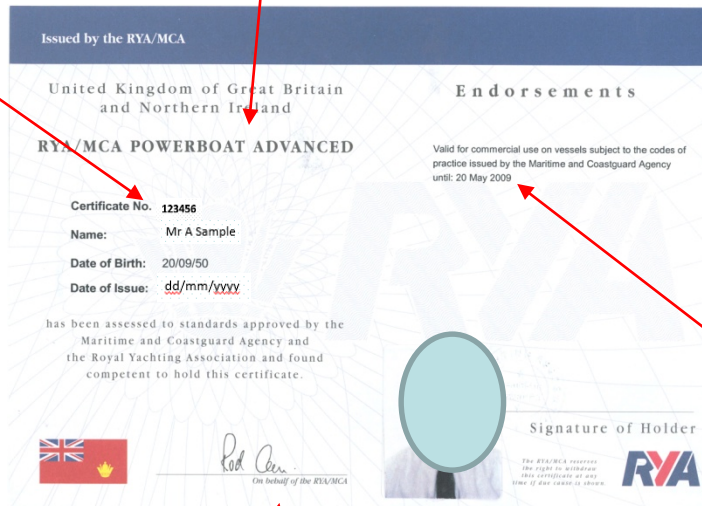 Issued by the RYA/MCA
United Kingdom of Great Britain
and Northern Ireland
RYA/MCA POWERBOAT ADVANCED
Certificate No. 123456
Name: Mr A Sample
Date of Birth: 20/09/50
Date of Issue: dd/mm/yyyy
has been assessed to standards approved by the
Maritime and Coastguard Agency and
the Royal Yachting Association and found
competent to hold this certificate.
On behalf of the RYA/MCA
Endorsements
Valid for commercial use on vessels subject to the codes of
practice issued by the Maritime and Coastguard Agency
until: 20 May 2009
Signature of Holder
The RYA/MCA reserves
the right to withdraw
this certificate at any
time if due cause is shown.
RYA
RYA